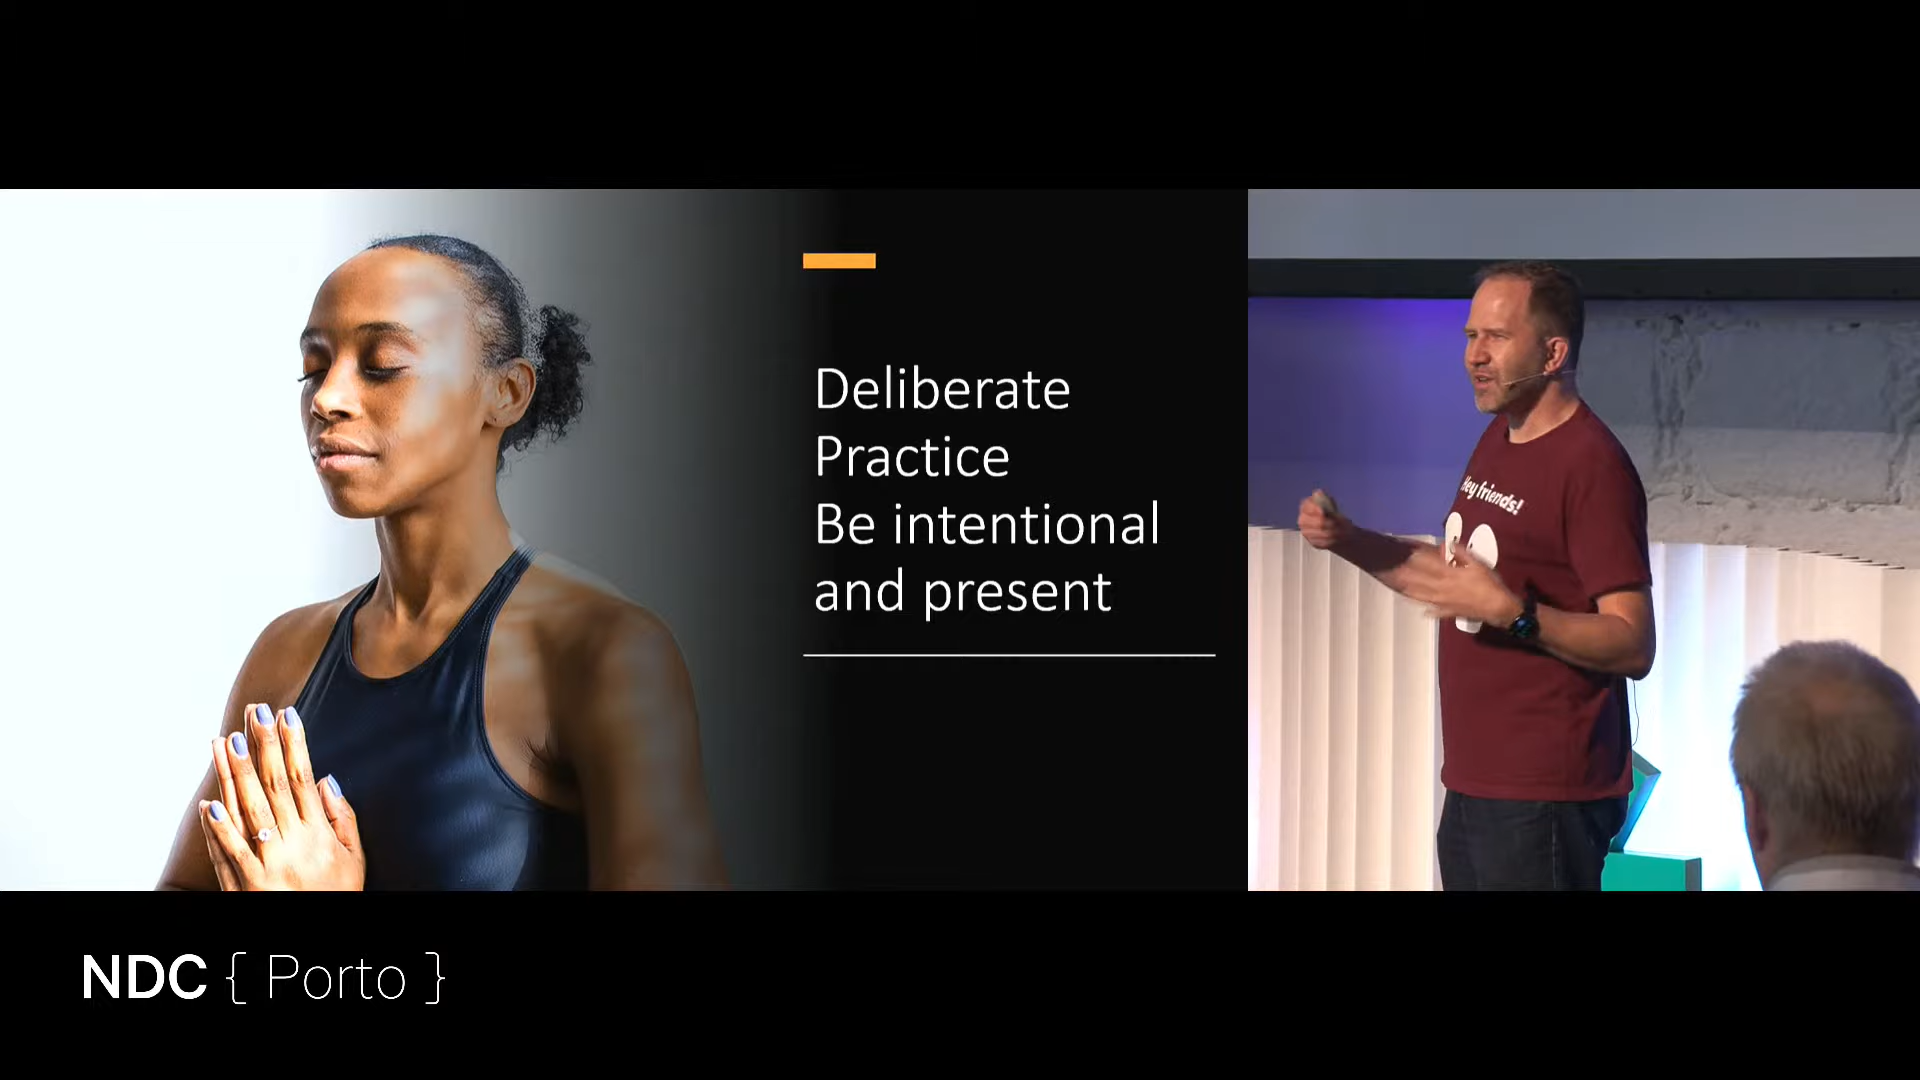 Deliberate
Practice
Be intentional
and present
Hey friends!
NDC { Porto }